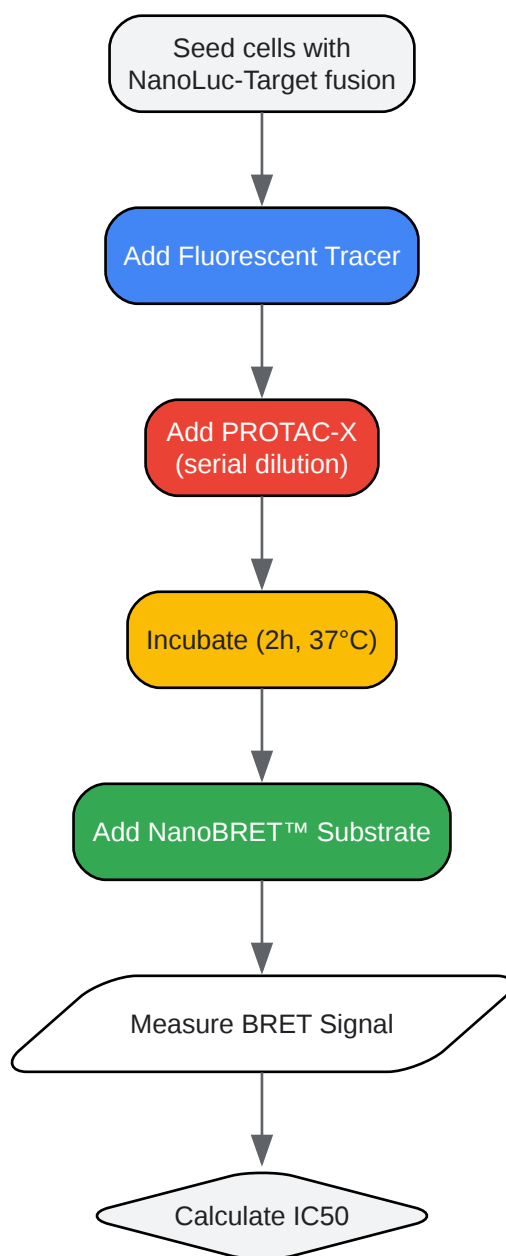 Seed cells with
NanoLuc-Target fusion
Add Fluorescent Tracer
Add PROTAC-X
(serial dilution)
Incubate (2h, 37°C)
Add NanoBRET™ Substrate
Measure BRET Signal
Calculate IC50